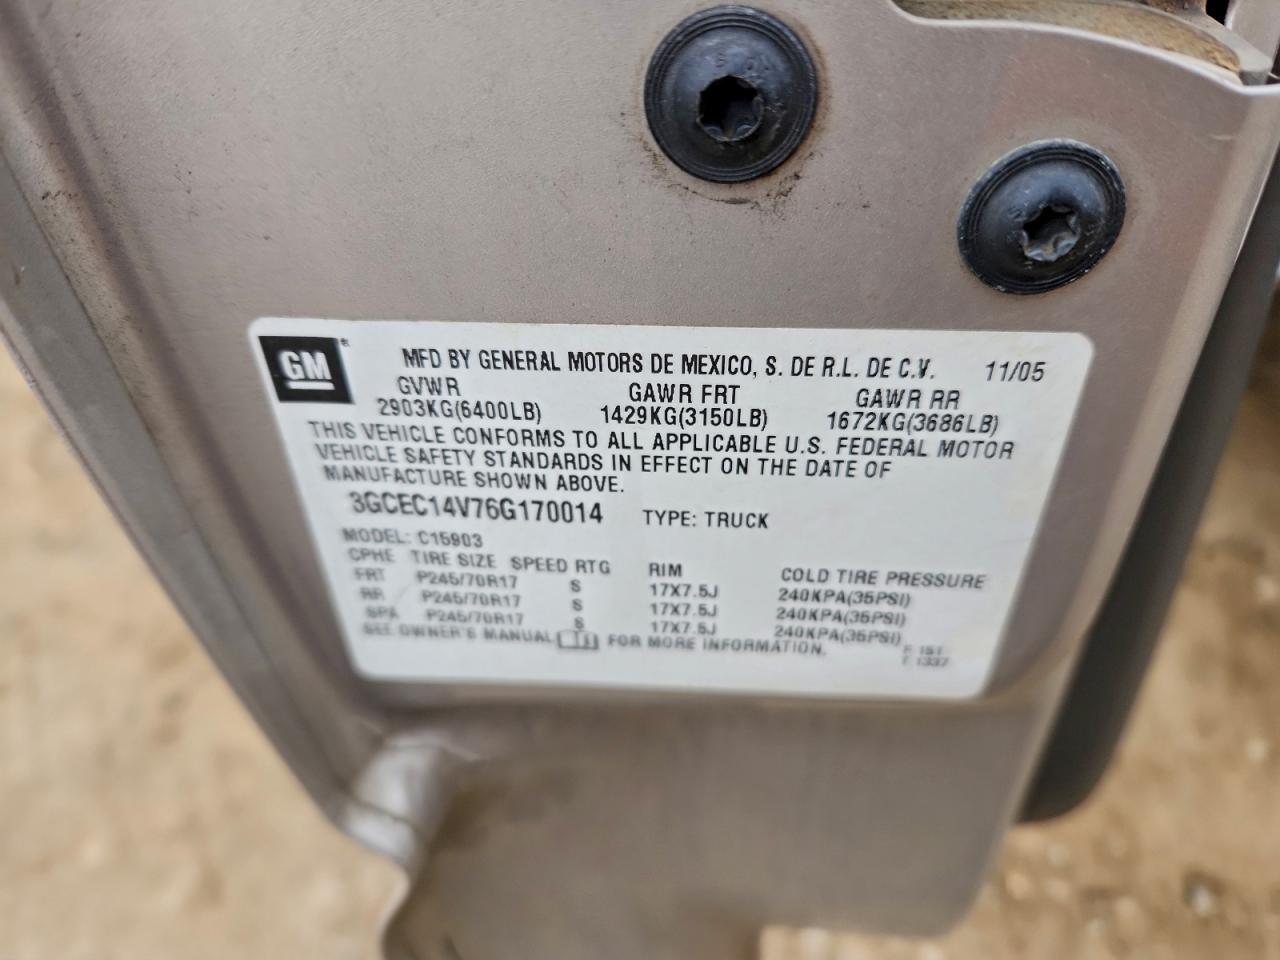 GM
MFD BY GENERAL MOTORS DE MEXICO, S. DE R.L. DE C.V. 11/05
GVWR GAWR FRT GAWR RR
2903KG(6400LB) 1429KG(3150LB) 1672KG(3686LB)
THIS VEHICLE CONFORMS TO ALL APPLICABLE U.S. FEDERAL MOTOR
VEHICLE SAFETY STANDARDS IN EFFECT ON THE DATE OF
MANUFACTURE SHOWN ABOVE.
3GCEC14V76G170014 TYPE: TRUCK
MODEL: C15903
CPHE TIRE SIZE SPEED RTG RIM COLD TIRE PRESSURE
FRT P245/70R17 S 17X7.5J 240KPA(35PSI)
RR P245/70R17 S 17X7.5J 240KPA(35PSI)
SPA P245/70R17 S 17X7.5J 240KPA(35PSI)
SEE OWNER'S MANUAL FOR MORE INFORMATION.